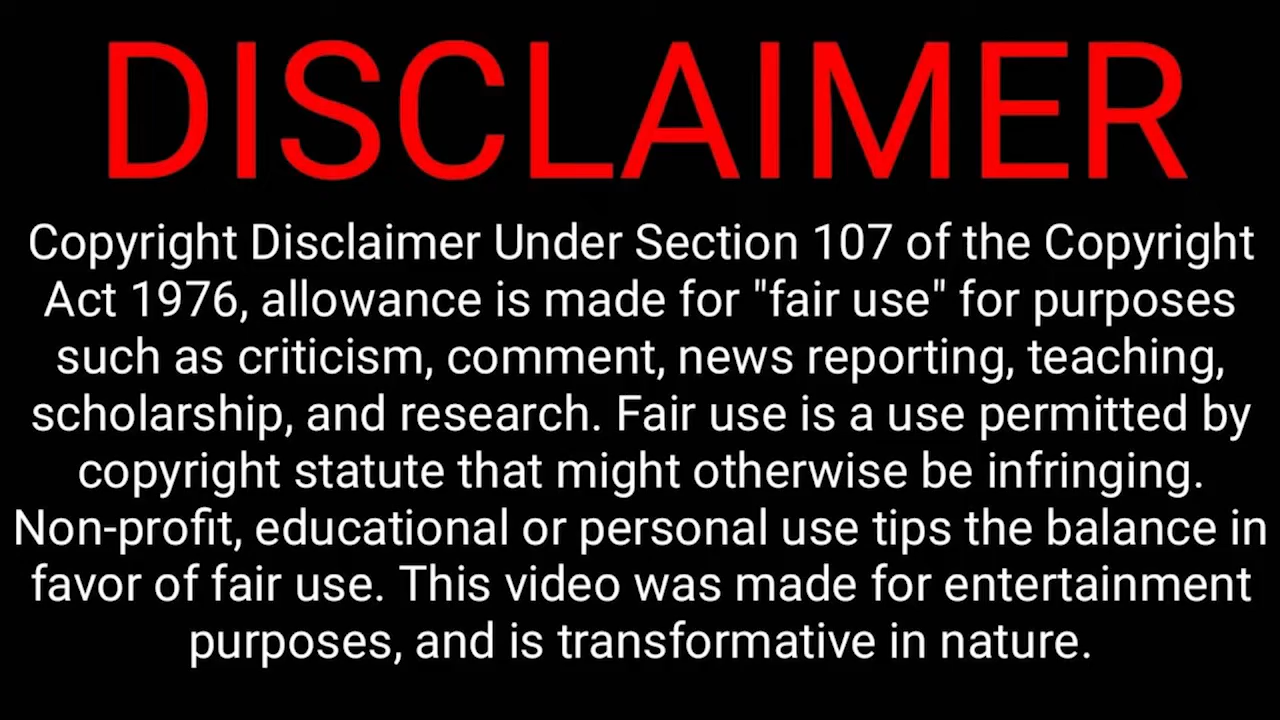 DISCLAIMER
Copyright Disclaimer Under Section 107 of the Copyright
Act 1976, allowance is made for "fair use" for purposes
such as criticism, comment, news reporting, teaching,
scholarship, and research. Fair use is a use permitted by
copyright statute that might otherwise be infringing.
Non-profit, educational or personal use tips the balance in
favor of fair use. This video was made for entertainment
purposes, and is transformative in nature.